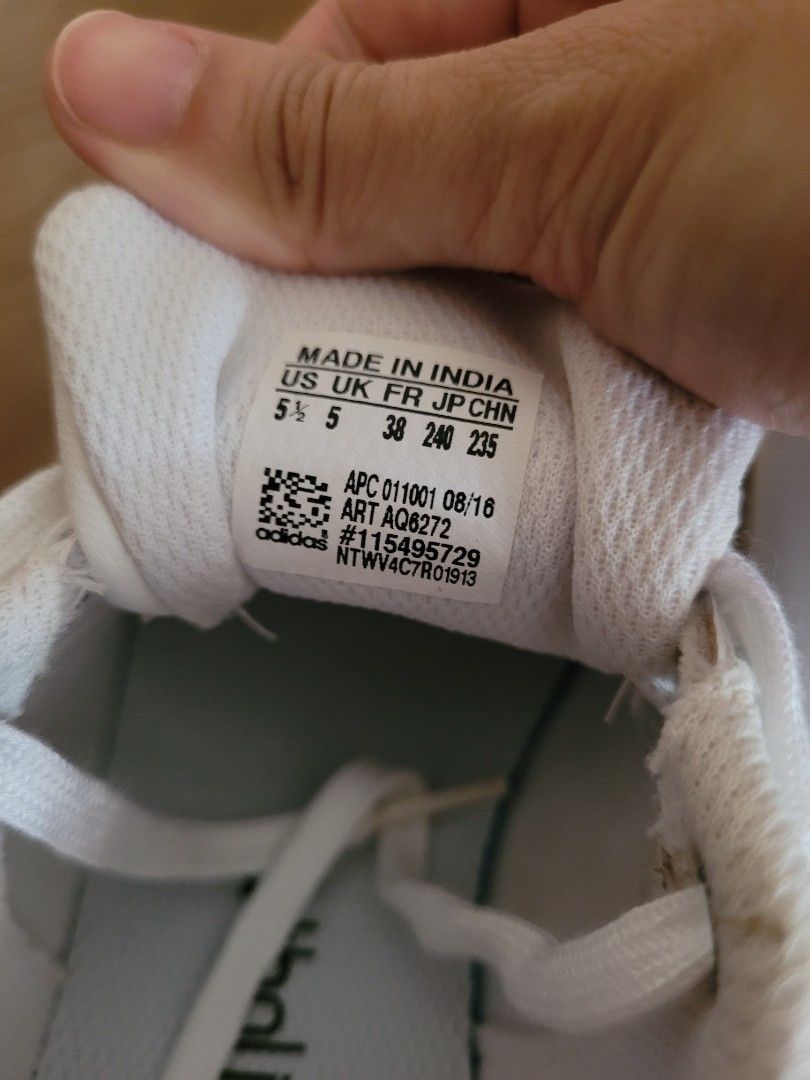 MADE IN INDIA
US UK FR JP CHN
5½ 5 38 240 235
APC 011001 08/16
ART AQ6272
#115495729
NTWV4C7R01913
adidas